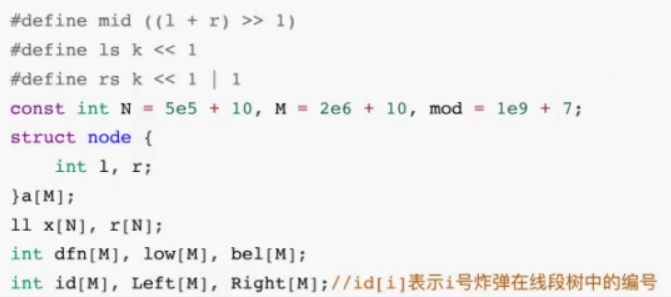 #define mid ((l + r) >> 1)
#define ls k << 1
#define rs k << 1 | 1
const int N = 5e5 + 10, M = 2e6 + 10, mod = 1e9 + 7;
struct node {
    int l, r;
}a[M];
ll x[N], r[N];
int dfn[M], low[M], bel[M];
int id[M], Left[M], Right[M];//id[i]表示i号炸弹在线段树中的编号